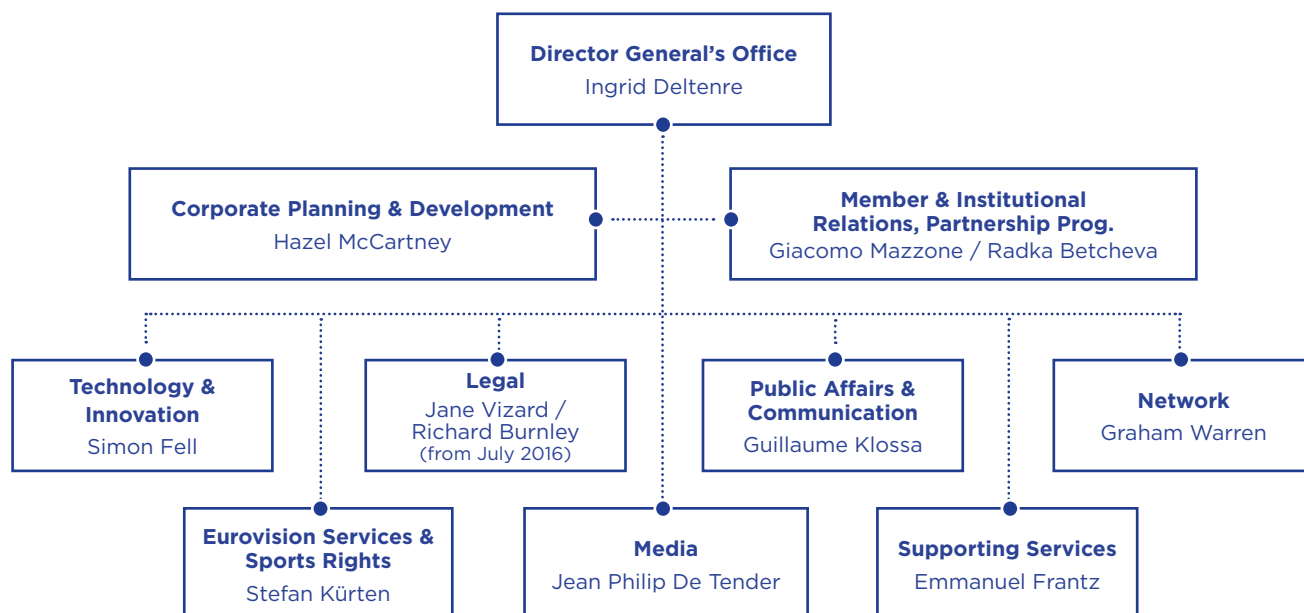 Director General’s Office
Ingrid Deltenre
Corporate Planning & Development
Hazel McCartney
Member & Institutional
Relations, Partnership Prog.
Giacomo Mazzone / Radka Betcheva
Technology &
Innovation
Simon Fell
Legal
Jane Vizard /
Richard Burnley
(from July 2016)
Public Affairs &
Communication
Guillaume Klossa
Network
Graham Warren
Eurovision Services &
Sports Rights
Stefan Kürten
Media
Jean Philip De Tender
Supporting Services
Emmanuel Frantz